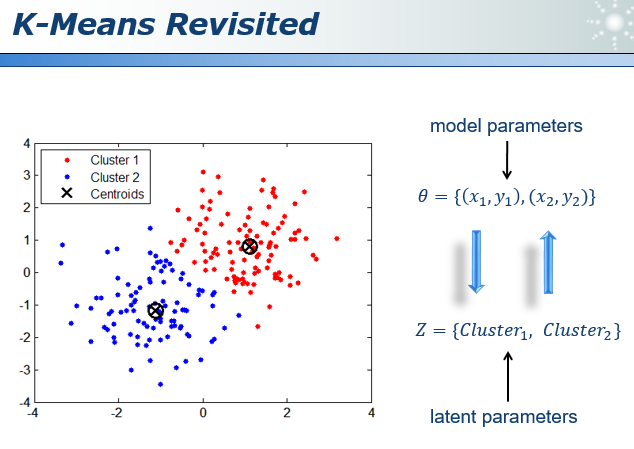 K-Means Revisited
model parameters
θ = {(x₁, y₁), (x₂, y₂)}
Z = {Cluster₁, Cluster₂}
latent parameters
Cluster 1
Cluster 2
Centroids
4
3
2
1
0
-1
-2
-3
-4
-4
-2
0
2
4